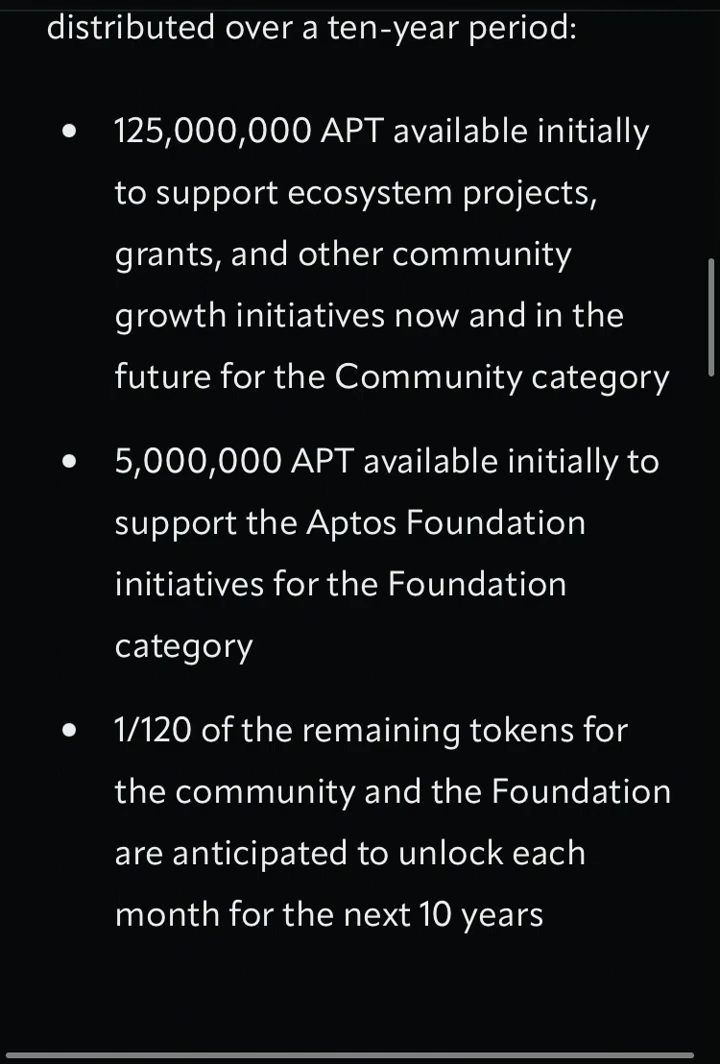 distributed over a ten-year period:
• 125,000,000 APT available initially
to support ecosystem projects,
grants, and other community
growth initiatives now and in the
future for the Community category
• 5,000,000 APT available initially to
support the Aptos Foundation
initiatives for the Foundation
category
• 1/120 of the remaining tokens for
the community and the Foundation
are anticipated to unlock each
month for the next 10 years